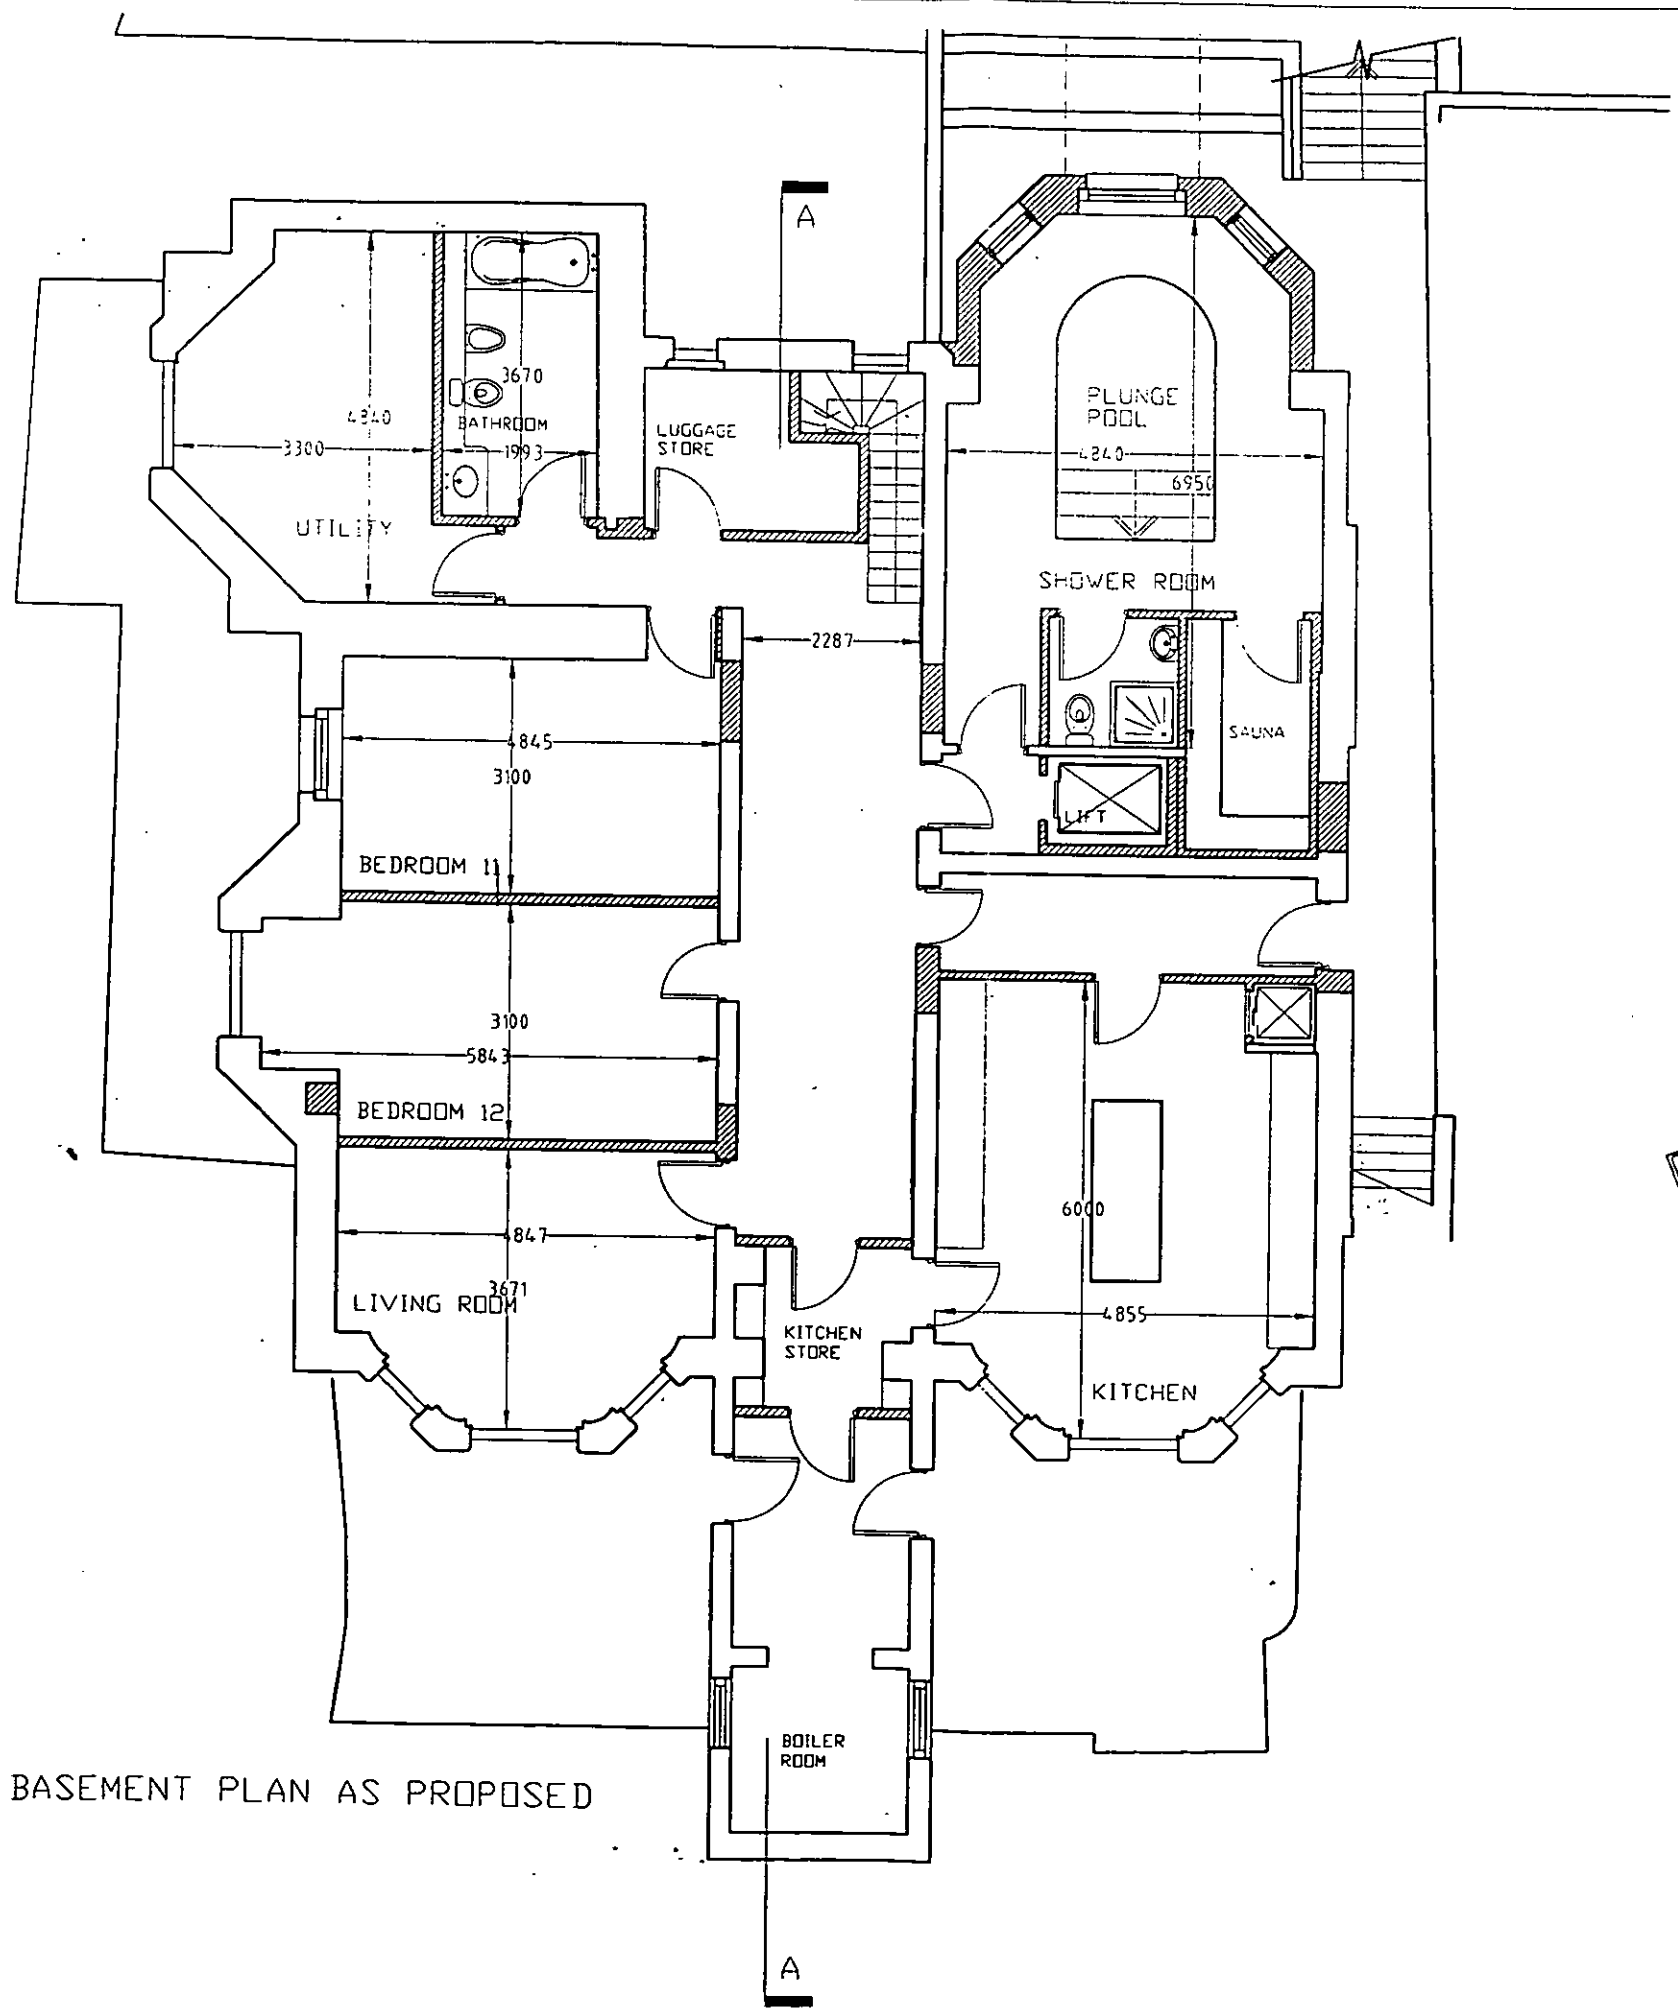 A
3670
4840
BATHROOM
3300
1993
UTILITY
LUGGAGE
STORE
PLUNGE
POOL
4840
6950
SHOWER ROOM
2287
4845
3100
SAUNA
LIFT
BEDROOM 11
3100
5843
BEDROOM 12
4847
3671
LIVING ROOM
6000
4855
KITCHEN
STORE
KITCHEN
BOILER
ROOM
BASEMENT PLAN AS PROPOSED
A